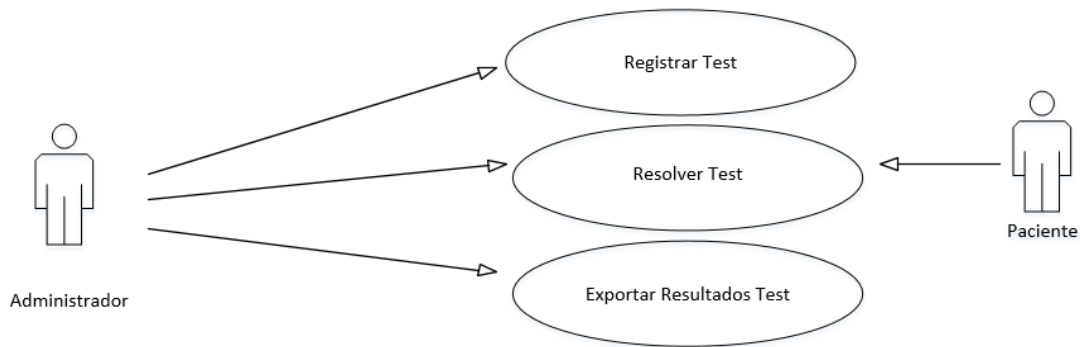 Registrar Test
Resolver Test
Paciente
Exportar Resultados Test
Administrador